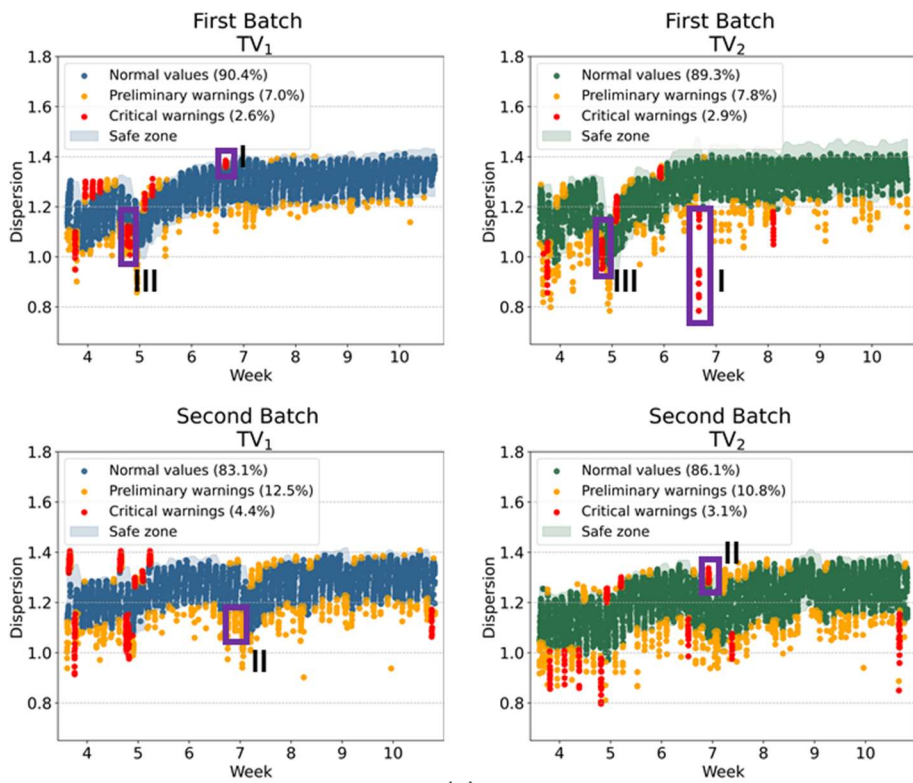 First Batch
TV₁
Normal values (90.4%)
Preliminary warnings (7.0%)
Critical warnings (2.6%)
Safe zone
I
III
1.8
1.6
1.4
1.2
1.0
0.8
Dispersion
4 5 6 7 8 9 10
Week
First Batch
TV₂
Normal values (89.3%)
Preliminary warnings (7.8%)
Critical warnings (2.9%)
Safe zone
III
I
1.8
1.6
1.4
1.2
1.0
0.8
Dispersion
4 5 6 7 8 9 10
Week
Second Batch
TV₁
Normal values (83.1%)
Preliminary warnings (12.5%)
Critical warnings (4.4%)
Safe zone
II
1.8
1.6
1.4
1.2
1.0
0.8
Dispersion
4 5 6 7 8 9 10
Week
Second Batch
TV₂
Normal values (86.1%)
Preliminary warnings (10.8%)
Critical warnings (3.1%)
Safe zone
II
1.8
1.6
1.4
1.2
1.0
0.8
Dispersion
4 5 6 7 8 9 10
Week